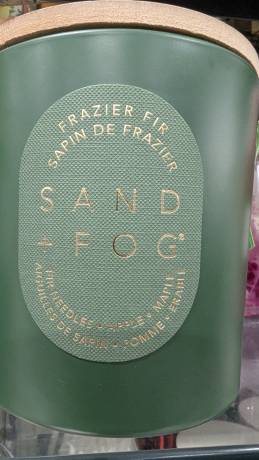 FRAZIER FIR
SAPIN DE FRAZIER
SAND
+ FOG®
FIR NEEDLES • APPLE • MAPLE
AIGUILLES DE SAPIN • POMME • ÉRABLE